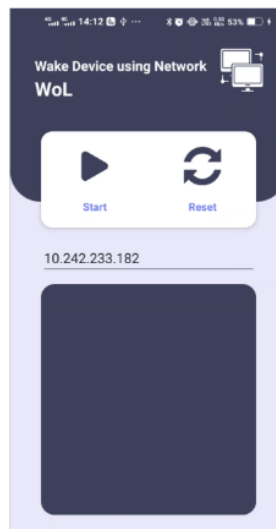 14:12 53%
Wake Device using Network
WoL
Start Reset
10.242.233.182